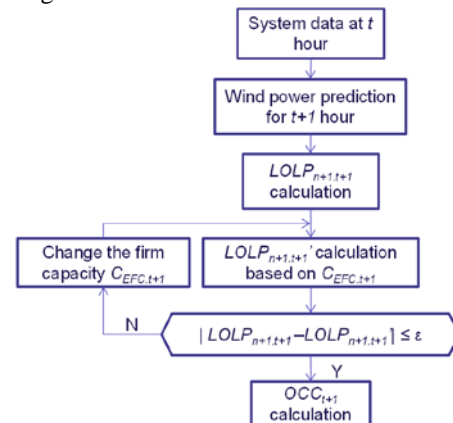 System data at t
hour
Wind power prediction
for t+1 hour
LOLPn+1.t+1
calculation
Change the firm
capacity CEFC.t+1
LOLPn+1.t+1' calculation
based on CEFC.t+1
N
| LOLPn+1.t+1–LOLPn+1.t+1'| ≤ ε
Y
OCCt+1
calculation